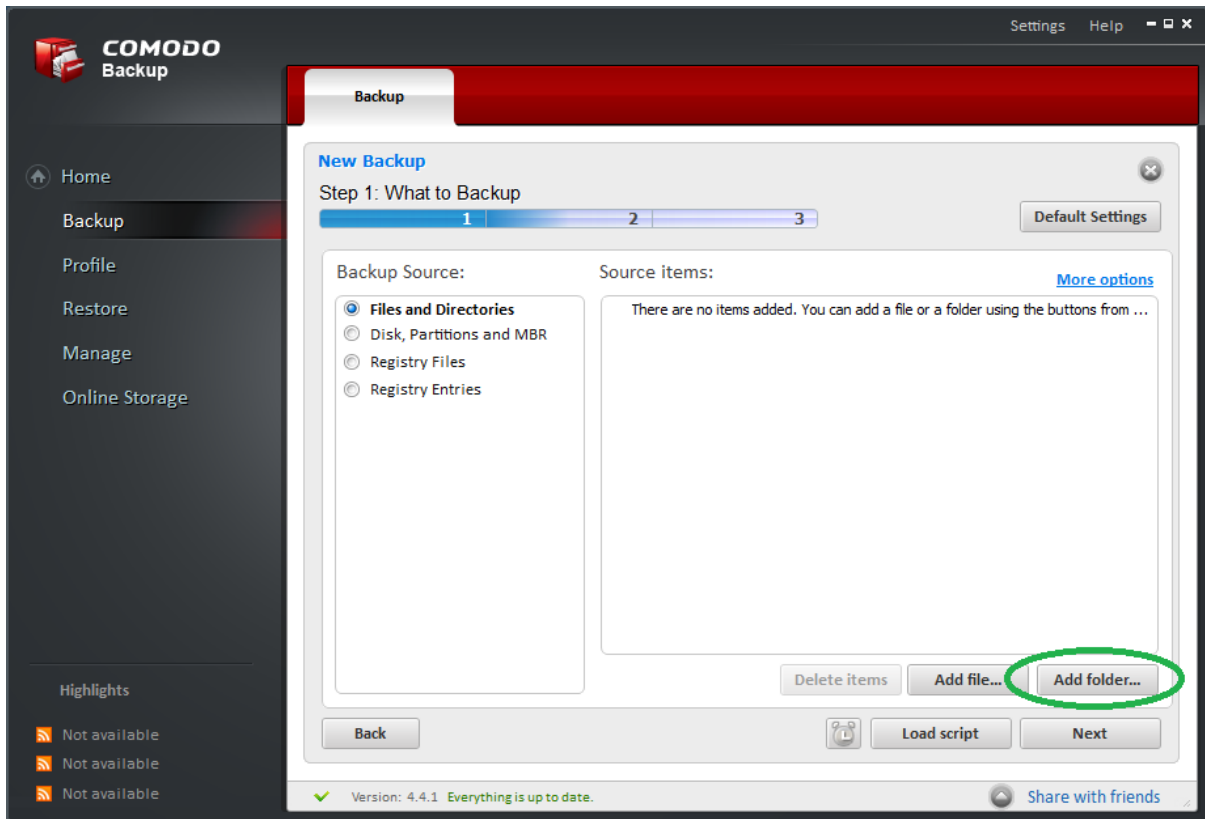 Settings Help
COMODO
Backup
Backup
Home
Backup
Profile
Restore
Manage
Online Storage
New Backup
Step 1: What to Backup
1 2 3
Default Settings
Backup Source:
Files and Directories
Disk, Partitions and MBR
Registry Files
Registry Entries
Source items:
More options
There are no items added. You can add a file or a folder using the buttons from ...
Delete items Add file... Add folder...
Back Load script Next
Highlights
Not available
Not available
Not available
Version: 4.4.1 Everything is up to date.
Share with friends